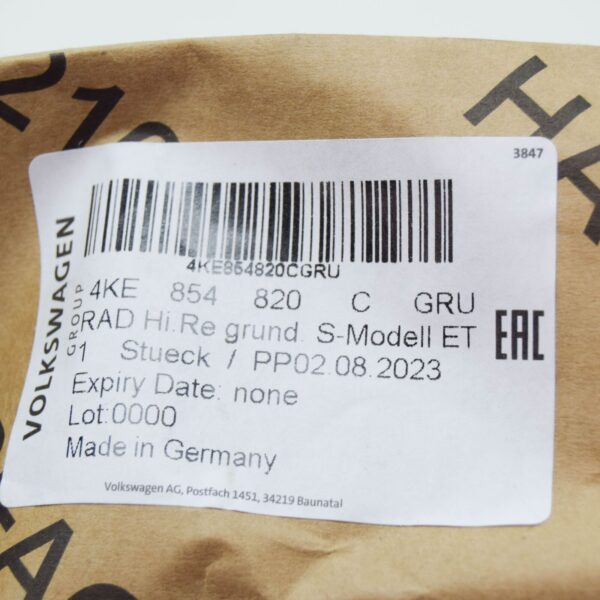 3847
VOLKSWAGEN
GROUP
4KE854820CGRU
4KE 854 820 C GRU
RAD Hi.Re grund. S-Modell ET
1 Stueck / PP02.08.2023
Expiry Date: none
Lot:0000
Made in Germany
EAC
Volkswagen AG, Postfach 1451, 34219 Baunatal